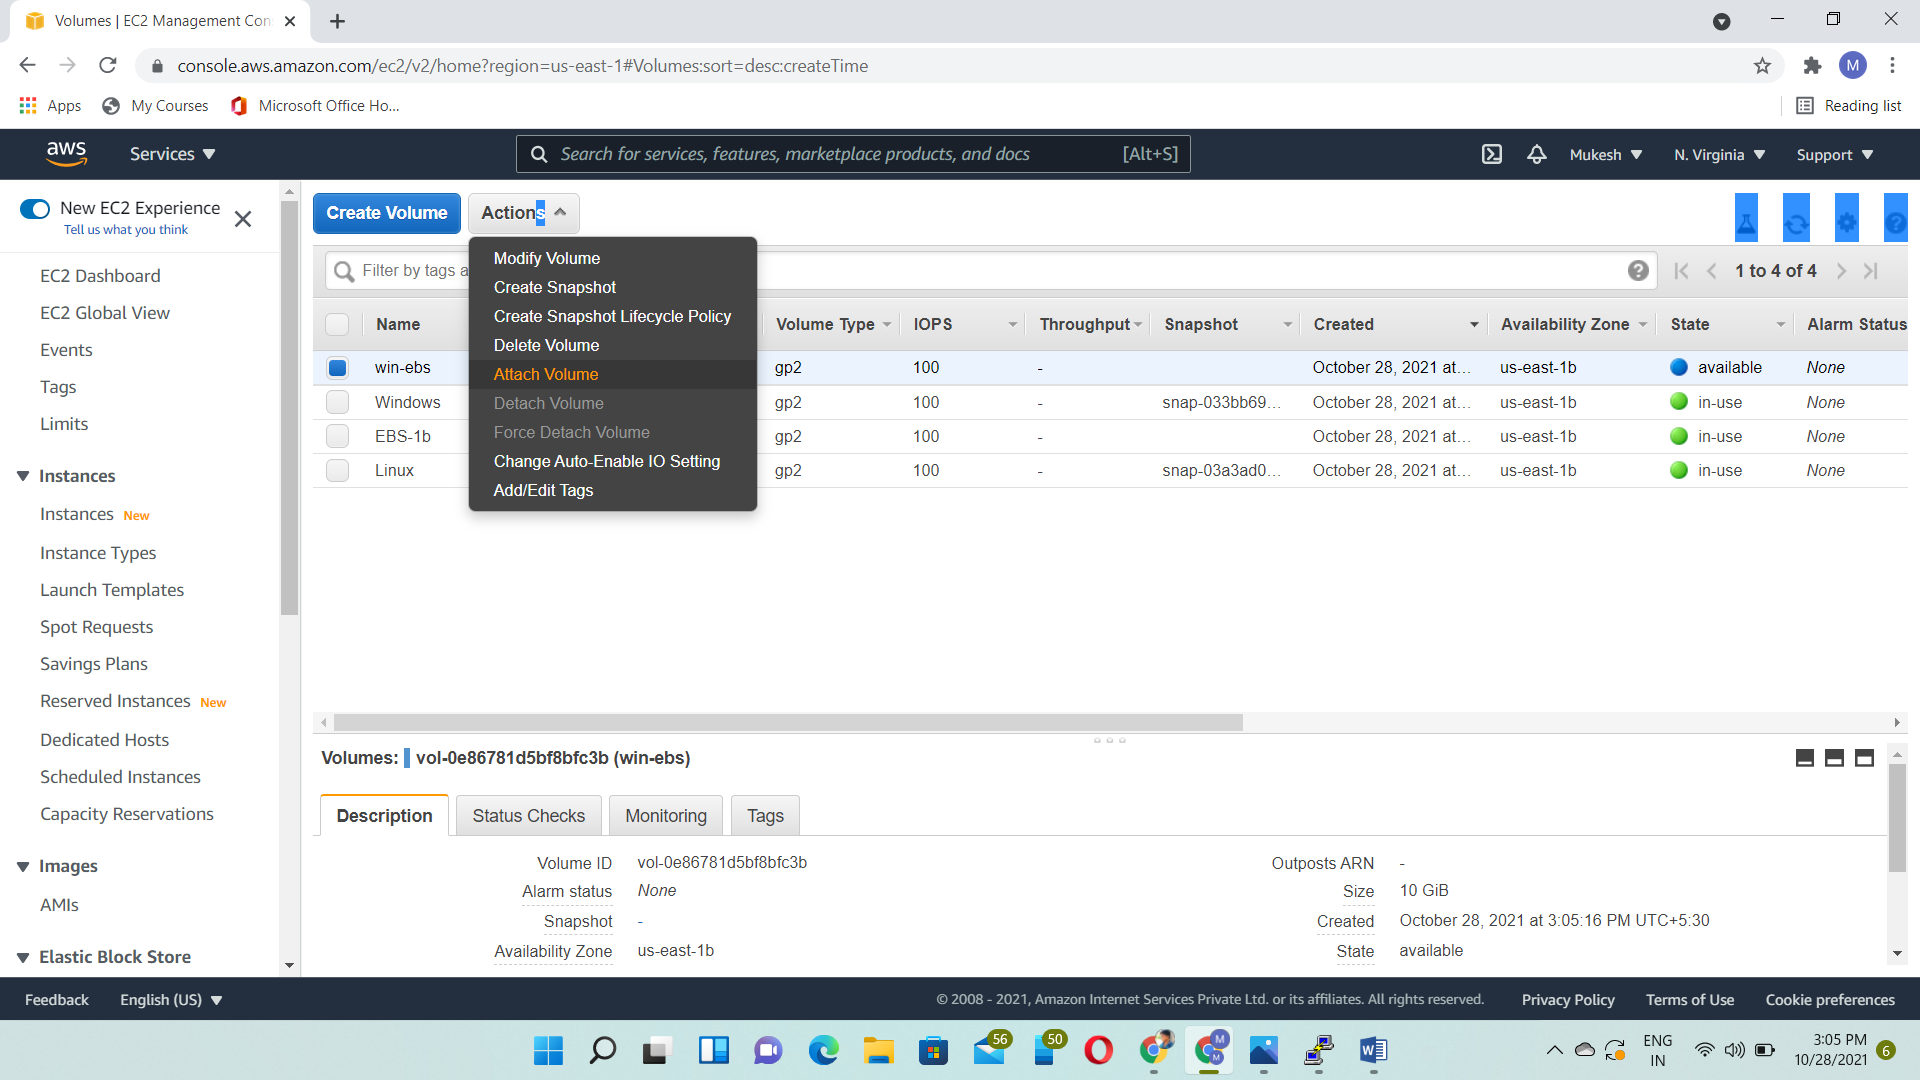 Volumes | EC2 Management Con
console.aws.amazon.com/ec2/v2/home?region=us-east-1#Volumes:sort=desc:createTime
M
Apps My Courses Microsoft Office Ho... Reading list
aws Services Search for services, features, marketplace products, and docs [Alt+S] Mukesh N. Virginia Support
New EC2 Experience
Tell us what you think
EC2 Dashboard
EC2 Global View
Events
Tags
Limits
Instances
Instances New
Instance Types
Launch Templates
Spot Requests
Savings Plans
Reserved Instances New
Dedicated Hosts
Scheduled Instances
Capacity Reservations
Images
AMIs
Elastic Block Store
Create Volume Actions
Filter by tags a 1 to 4 of 4
Modify Volume
Create Snapshot
Create Snapshot Lifecycle Policy
Delete Volume
Attach Volume
Detach Volume
Force Detach Volume
Change Auto-Enable IO Setting
Add/Edit Tags
Name Volume Type IOPS Throughput Snapshot Created Availability Zone State Alarm Status
win-ebs gp2 100 - October 28, 2021 at... us-east-1b available None
Windows gp2 100 - snap-033bb69... October 28, 2021 at... us-east-1b in-use None
EBS-1b gp2 100 - October 28, 2021 at... us-east-1b in-use None
Linux gp2 100 - snap-03a3ad0... October 28, 2021 at... us-east-1b in-use None
Volumes: vol-0e86781d5bf8bfc3b (win-ebs)
Description Status Checks Monitoring Tags
Volume ID vol-0e86781d5bf8bfc3b Outposts ARN -
Alarm status None Size 10 GiB
Snapshot - Created October 28, 2021 at 3:05:16 PM UTC+5:30
Availability Zone us-east-1b State available
Feedback English (US) © 2008 - 2021, Amazon Internet Services Private Ltd. or its affiliates. All rights reserved. Privacy Policy Terms of Use Cookie preferences
56 50 M M ENG 3:05 PM
IN 10/28/2021 6